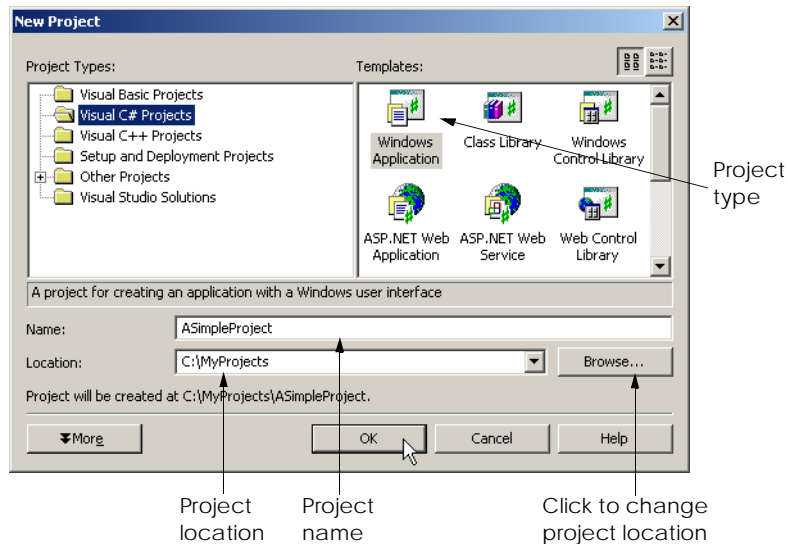 New Project
Project Types:
Templates:
Visual Basic Projects
Visual C# Projects
Visual C++ Projects
Setup and Deployment Projects
Other Projects
Visual Studio Solutions
Windows
Application
Class Library
Windows
Control Library
ASP.NET Web
Application
ASP.NET Web
Service
Web Control
Library
Project
type
A project for creating an application with a Windows user interface
Name:
ASimpleProject
Location:
C:\MyProjects
Browse...
Project will be created at C:\MyProjects\ASimpleProject.
More
OK
Cancel
Help
Project
location
Project
name
Click to change
project location